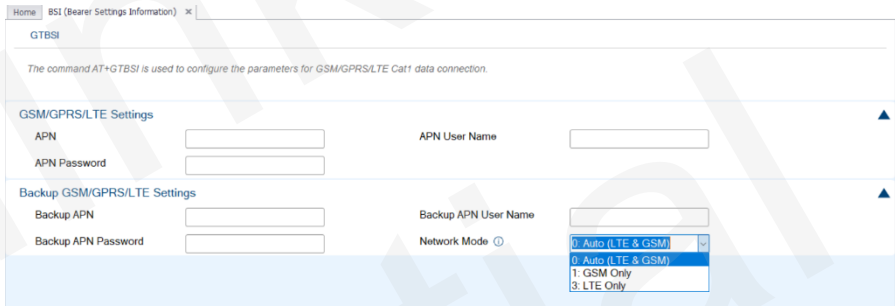 Home BSI (Bearer Settings Information) ×
GTBSI
The command AT+GTBSI is used to configure the parameters for GSM/GPRS/LTE Cat1 data connection.
GSM/GPRS/LTE Settings
APN APN User Name
APN Password
Backup GSM/GPRS/LTE Settings
Backup APN Backup APN User Name
Backup APN Password Network Mode 0: Auto (LTE & GSM)
0: Auto (LTE & GSM)
1: GSM Only
3: LTE Only